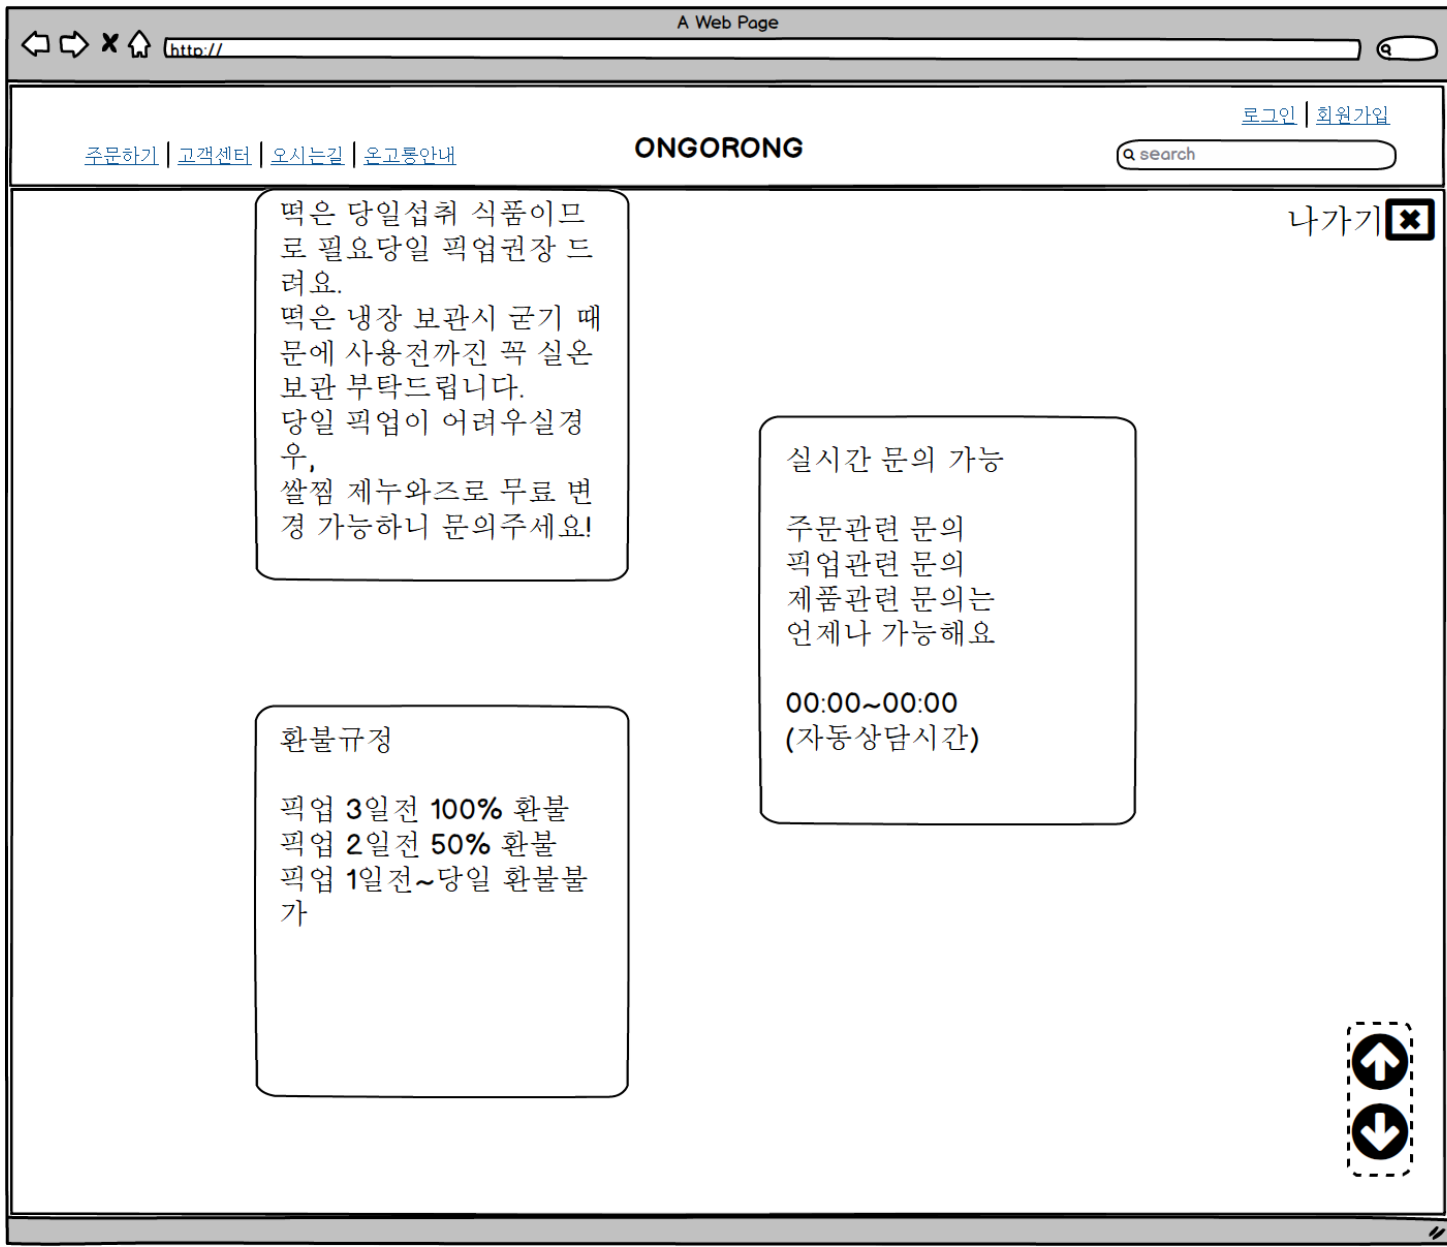 A Web Page
http://
로그인 | 회원가입
주문하기 | 고객센터 | 오시는길 | 온고롱안내
ONGORONG
search
나가기
떡은 당일섭취 식품이므
로 필요당일 픽업권장 드
려요.
떡은 냉장 보관시 굳기 때
문에 사용전까진 꼭 실온
보관 부탁드립니다.
당일 픽업이 어려우실경
우,
쌀찜 제누와즈로 무료 변
경 가능하니 문의주세요!
실시간 문의 가능
주문관련 문의
픽업관련 문의
제품관련 문의는
언제나 가능해요
00:00~00:00
(자동상담시간)
환불규정
픽업 3일전 100% 환불
픽업 2일전 50% 환불
픽업 1일전~당일 환불불
가